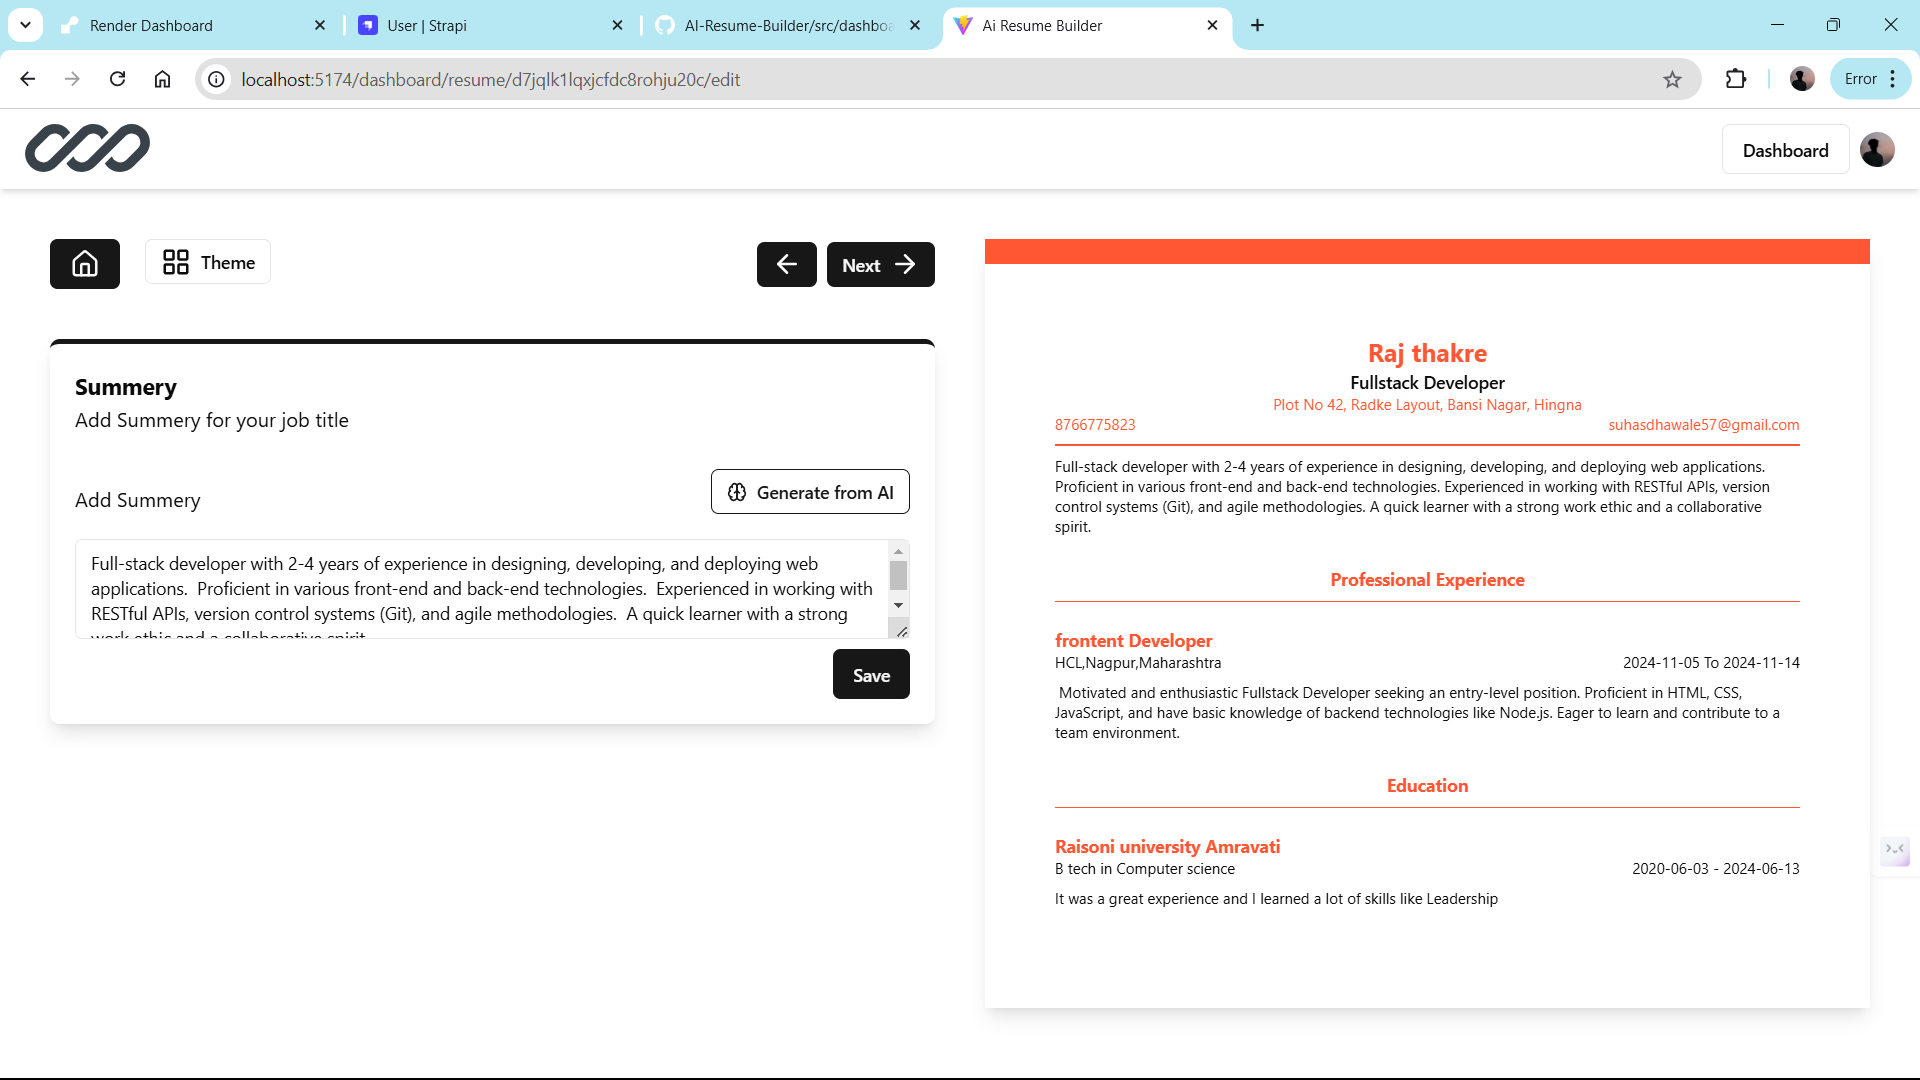 Render Dashboard
User | Strapi
AI-Resume-Builder/src/dashboa
Ai Resume Builder
localhost:5174/dashboard/resume/d7jqlk1lqxjcfdc8rohju20c/edit
Error
Dashboard
Theme
Next
Summery
Add Summery for your job title
Add Summery
Generate from AI
Full-stack developer with 2-4 years of experience in designing, developing, and deploying web
applications.  Proficient in various front-end and back-end technologies.  Experienced in working with
RESTful APIs, version control systems (Git), and agile methodologies.  A quick learner with a strong
work ethic and a collaborative spirit.
Save
Raj thakre
Fullstack Developer
Plot No 42, Radke Layout, Bansi Nagar, Hingna
8766775823 suhasdhawale57@gmail.com
Full-stack developer with 2-4 years of experience in designing, developing, and deploying web applications.
Proficient in various front-end and back-end technologies. Experienced in working with RESTful APIs, version
control systems (Git), and agile methodologies. A quick learner with a strong work ethic and a collaborative
spirit.
Professional Experience
frontent Developer
HCL,Nagpur,Maharashtra 2024-11-05 To 2024-11-14
Motivated and enthusiastic Fullstack Developer seeking an entry-level position. Proficient in HTML, CSS,
JavaScript, and have basic knowledge of backend technologies like Node.js. Eager to learn and contribute to a
team environment.
Education
Raisoni university Amravati
B tech in Computer science 2020-06-03 - 2024-06-13
It was a great experience and I learned a lot of skills like Leadership